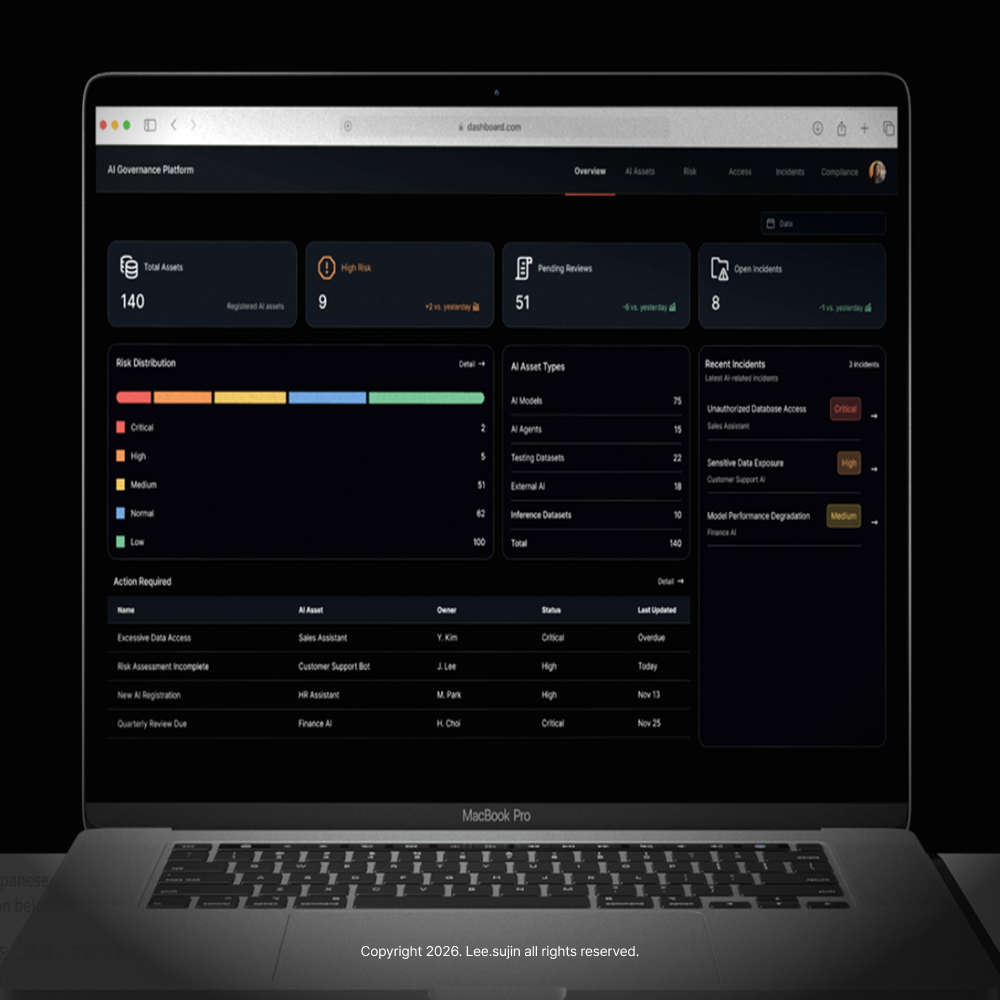 dashboard.com
AI Governance Platform
Overview AI Assets Risk Access Incidents Compliance
Date
Total Assets
140
Registered AI assets
High Risk
9
+2 vs. yesterday
Pending Reviews
51
-6 vs. yesterday
Open Incidents
8
-1 vs. yesterday
Risk Distribution
Detail →
Critical 2
High 5
Medium 51
Normal 62
Low 100
AI Asset Types
AI Models 75
AI Agents 15
Testing Datasets 22
External AI 18
Inference Datasets 10
Total 140
Recent Incidents
3 incidents
Latest AI-related incidents
Unauthorized Database Access
Critical →
Sales Assistant
Sensitive Data Exposure
High →
Customer Support AI
Model Performance Degradation
Medium →
Finance AI
Action Required
Detail →
Name AI Asset Owner Status Last Updated
Excessive Data Access Sales Assistant Y. Kim Critical Overdue
Risk Assessment Incomplete Customer Support Bot J. Lee High Today
New AI Registration HR Assistant M. Park High Nov 13
Quarterly Review Due Finance AI H. Choi Critical Nov 25
MacBook Pro
Copyright 2026. Lee.sujin all rights reserved.